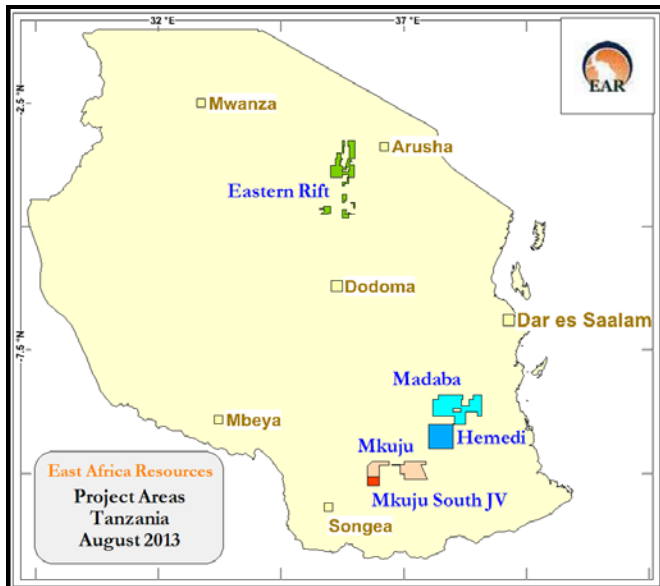 32 °E
37 °E
EAR
-2.5 °N
Mwanza
Arusha
Eastern Rift
Dodoma
Dar es Saalam
-7.5 °N
Madaba
Mbeya
Hemedi
Mkuju
East Africa Resources
Project Areas
Tanzania
August 2013
Mkuju South JV
Songea